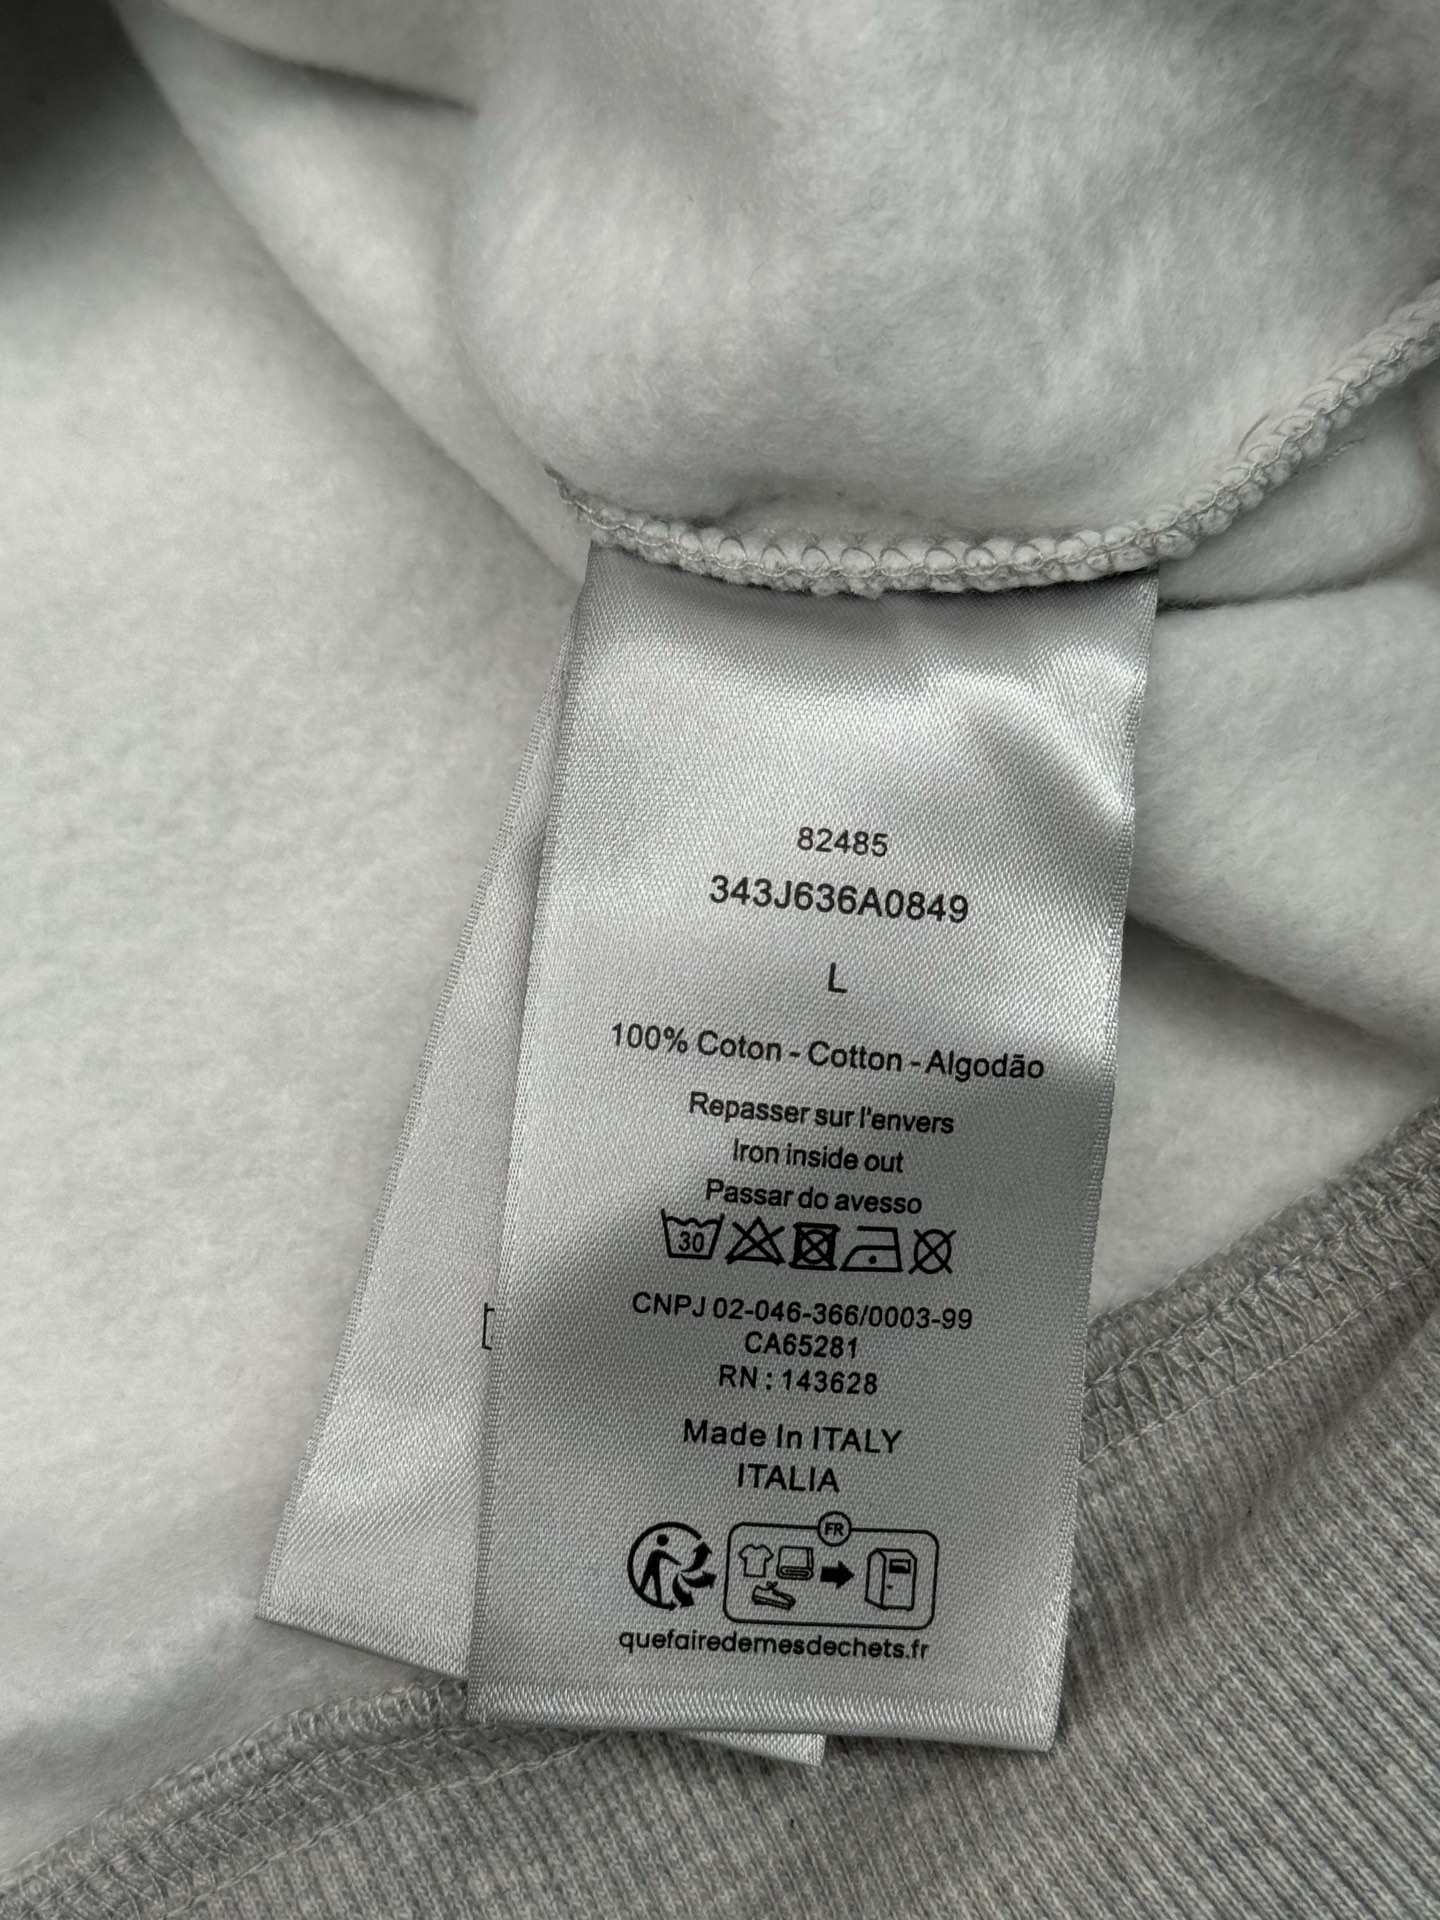 82485
343J636A0849
L
100% Coton - Cotton - Algodão
Repasser sur l'envers
Iron inside out
Passar do avesso
30
CNPJ 02-046-366/0003-99
CA65281
RN : 143628
Made In ITALY
ITALIA
FR
quefairedemesdechets.fr